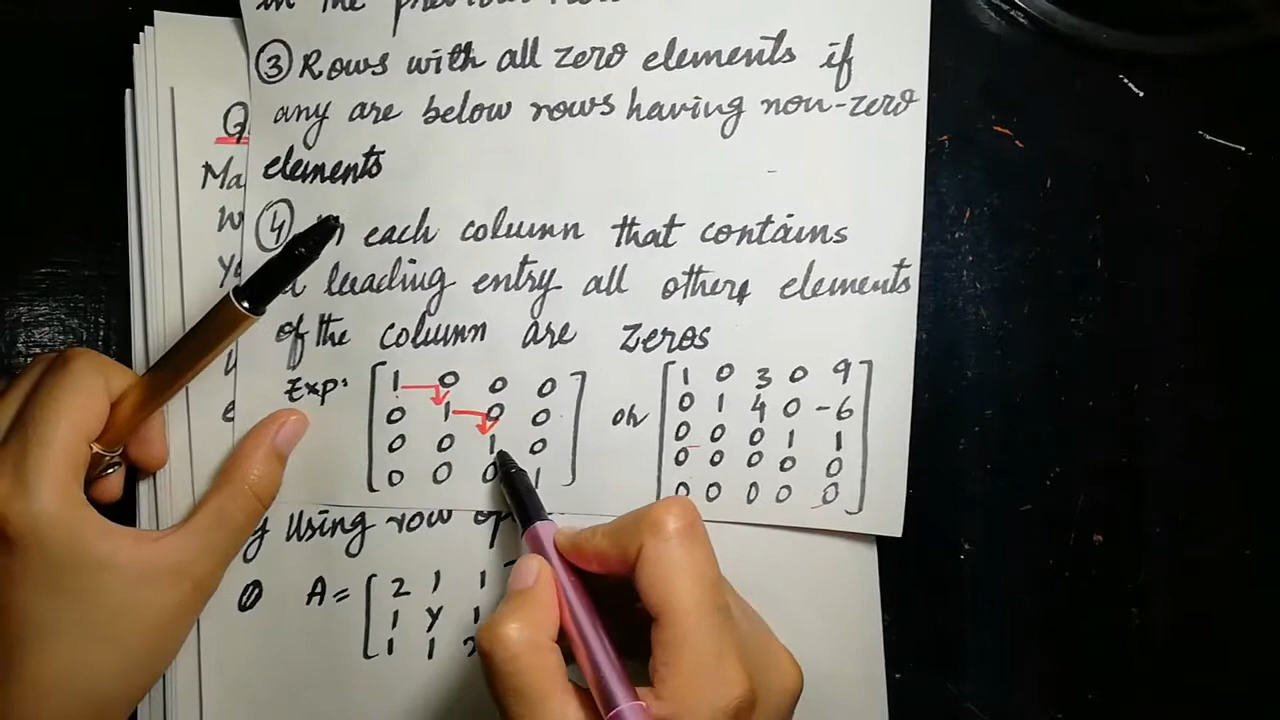 in the previous
③ Rows with all zero elements if
any are below rows having non-zero
elements
④ each column that contains
leading entry all other elements
of the column are zeros
Exp:
[1 0 0 0
0 1 0 0
0 0 1 0
0 0 0 1]
or
[1 0 3 0 9
0 1 4 0 -6
0 0 0 1 1
0 0 0 0 0
0 0 0 0 0]
Q
Ma
w
using row
① A = [2 1 1
1 y 1
1 1